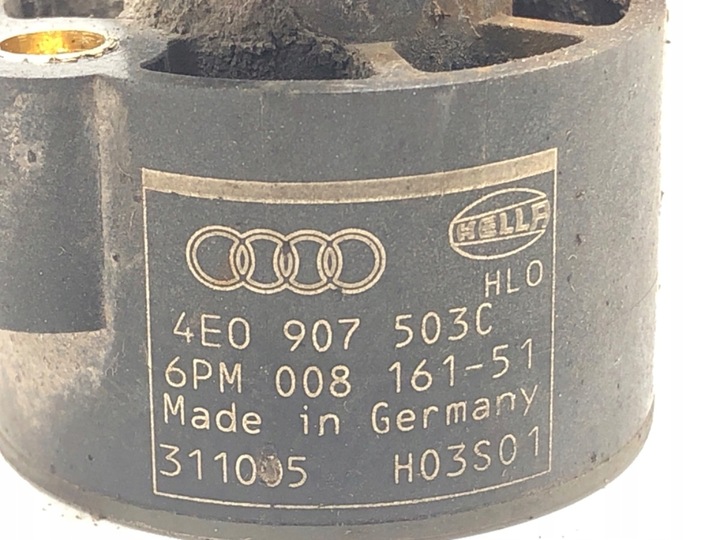 HELLA
HLO
4E0 907 503C
6PM 008 161-51
Made in Germany
311005 H03S01